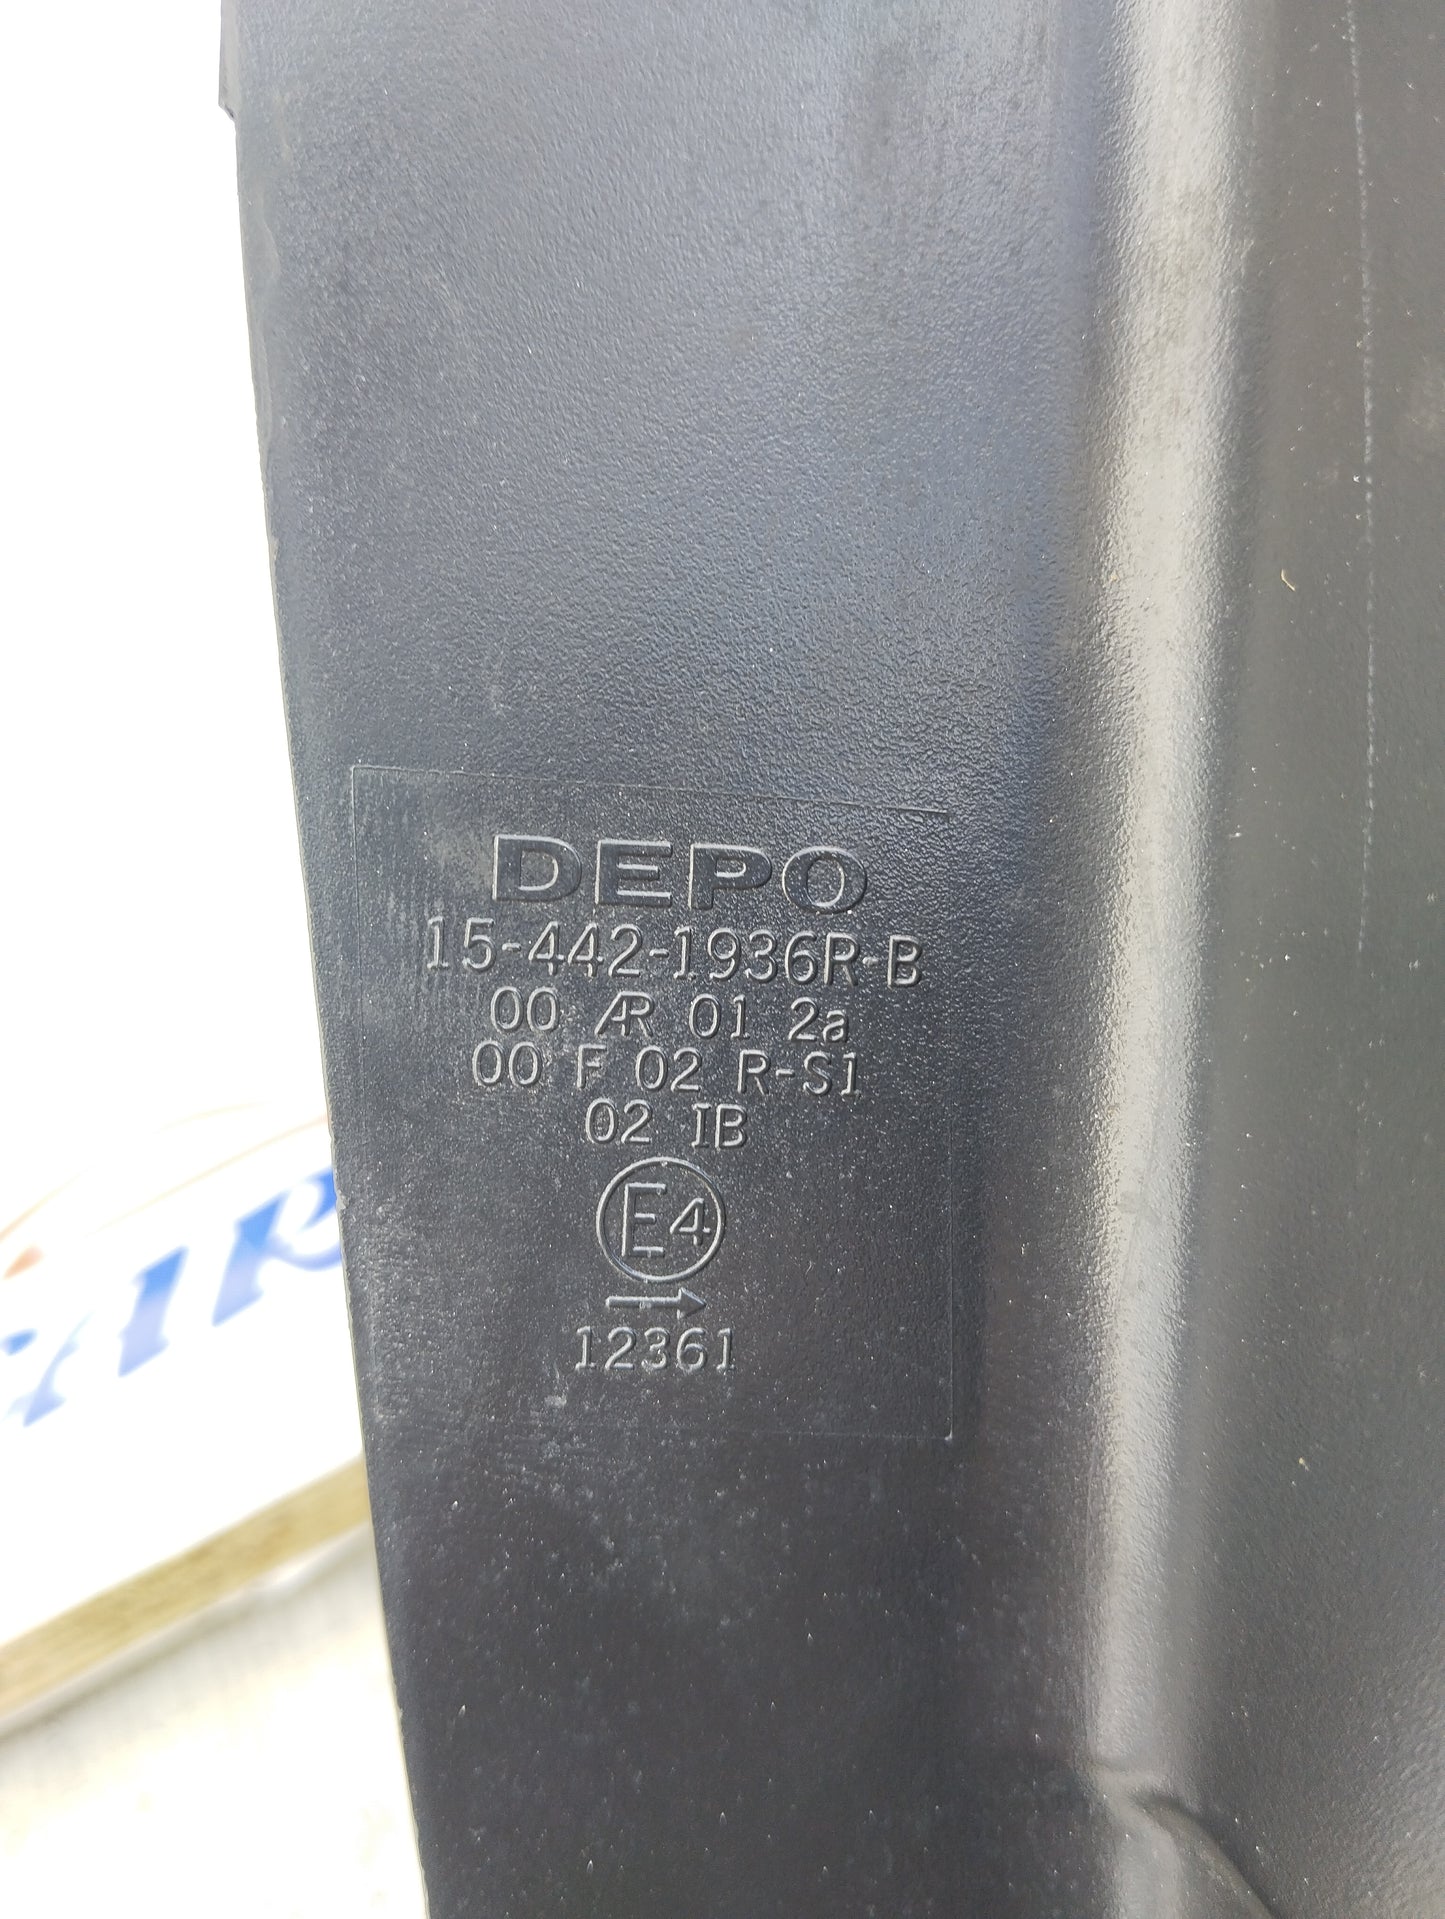 DEPO
15-442-1936R-B
00 AR 01 2a
00 F 02 R-S1
02 IB
E4
→
12361